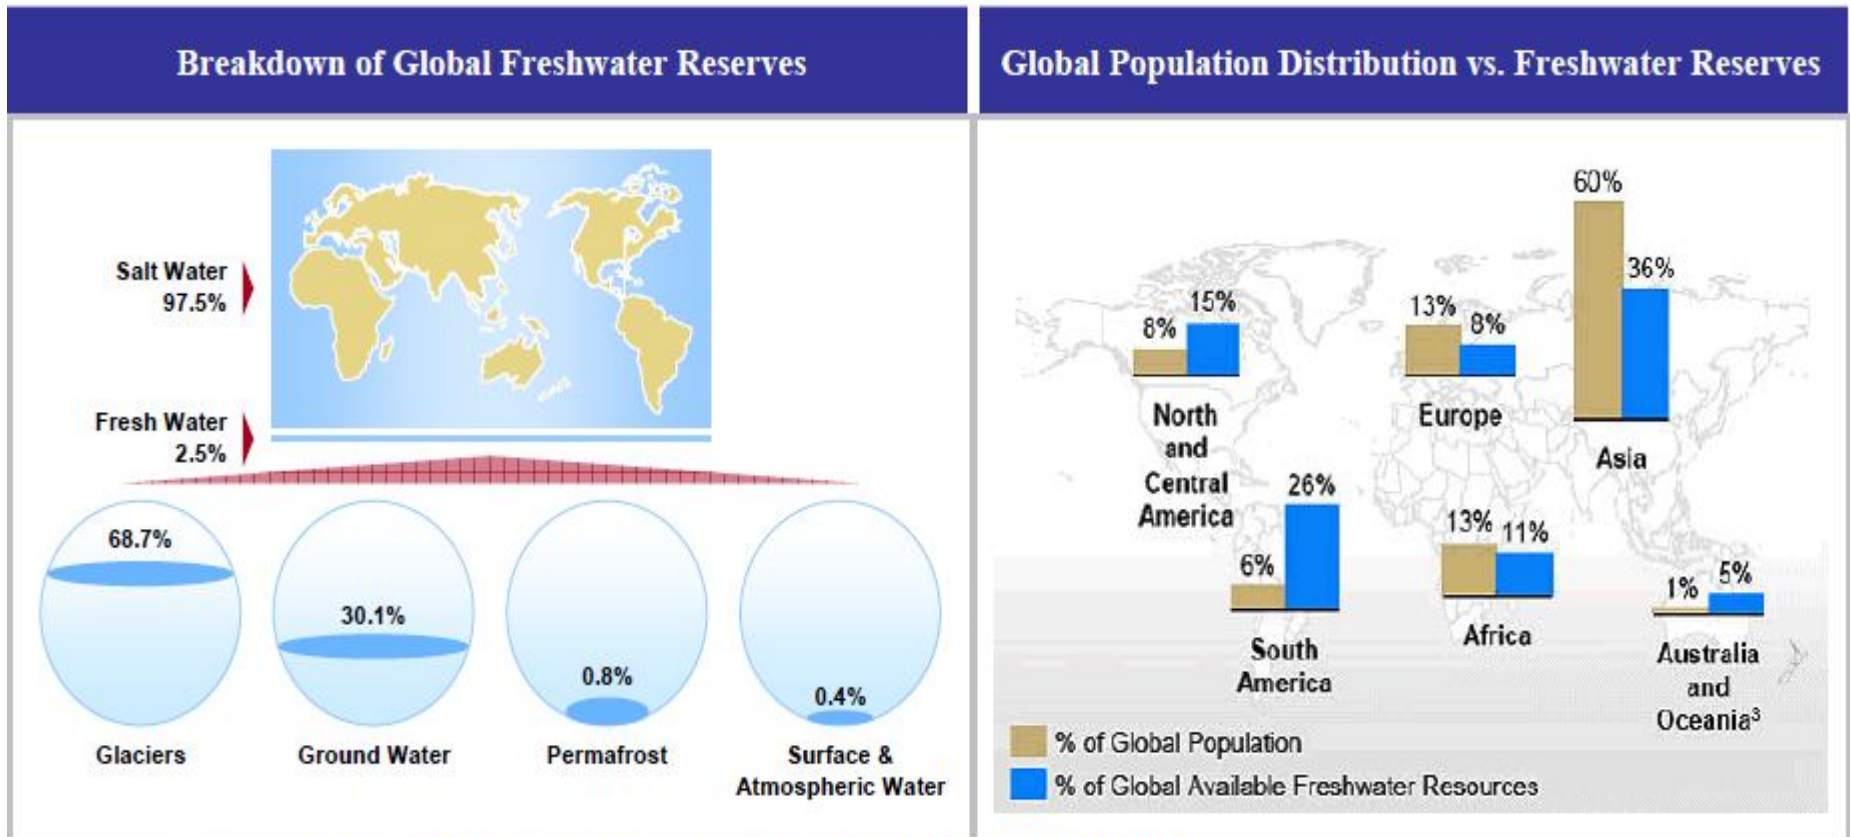 Breakdown of Global Freshwater Reserves
Salt Water
97.5%
Fresh Water
2.5%
68.7%
30.1%
0.8%
0.4%
Glaciers
Ground Water
Permafrost
Surface &
Atmospheric Water
Global Population Distribution vs. Freshwater Reserves
8%
15%
North
and
Central
America
13%
8%
Europe
60%
36%
Asia
6%
26%
South
America
13%
11%
Africa
1%
5%
Australia
and
Oceania³
% of Global Population
% of Global Available Freshwater Resources